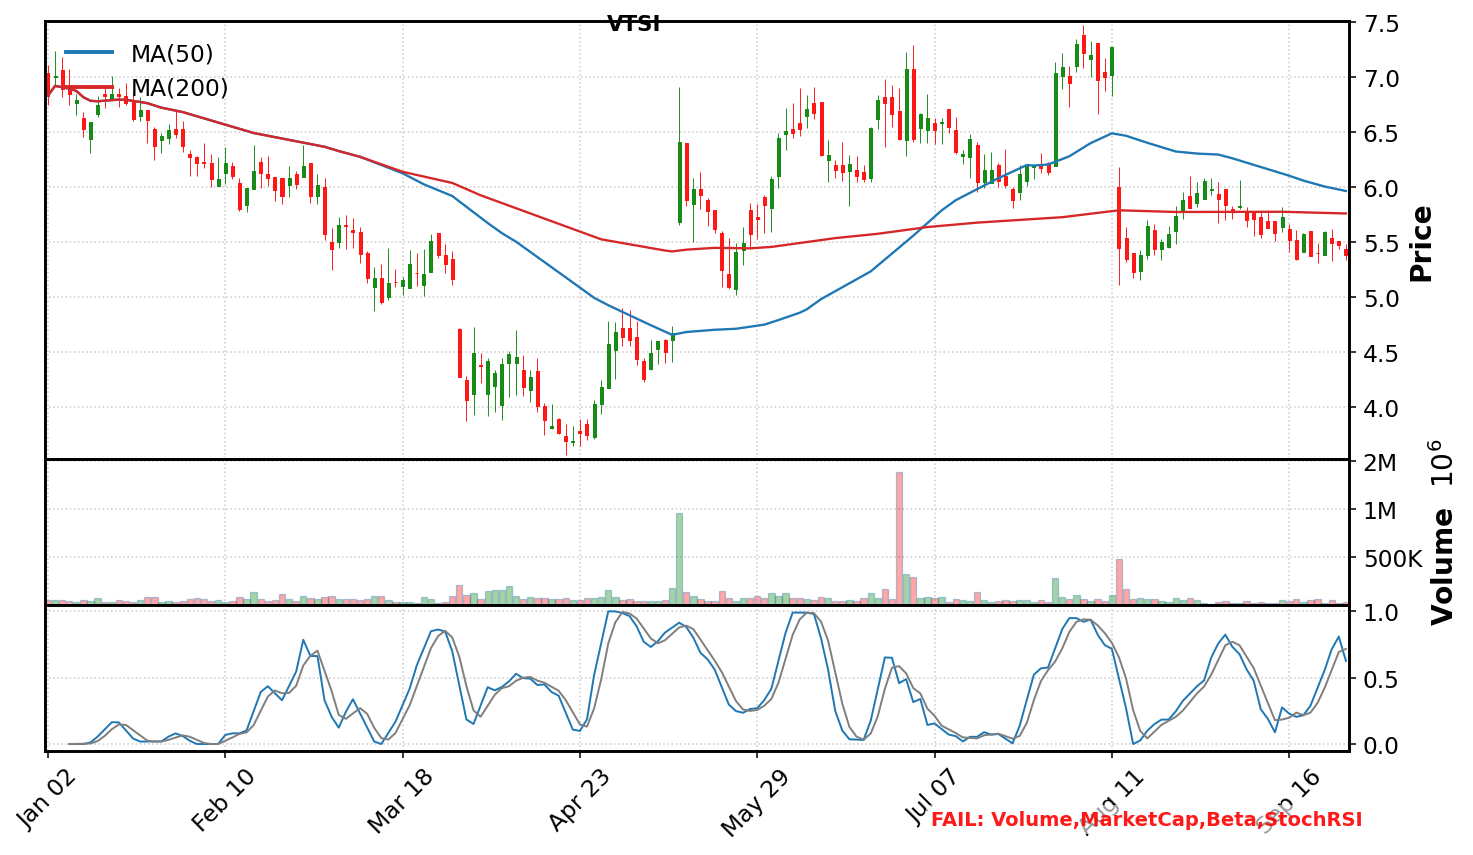 VTSI
MA(50)
MA(200)
7.5
7.0
6.5
6.0
5.5
5.0
4.5
4.0
Price
2M
1M
500K
Volume 10^6
1.0
0.5
0.0
Jan 02
Feb 10
Mar 18
Apr 23
May 29
Jul 07
Aug 11
Sep 16
FAIL: Volume,MarketCap,Beta,StochRSI